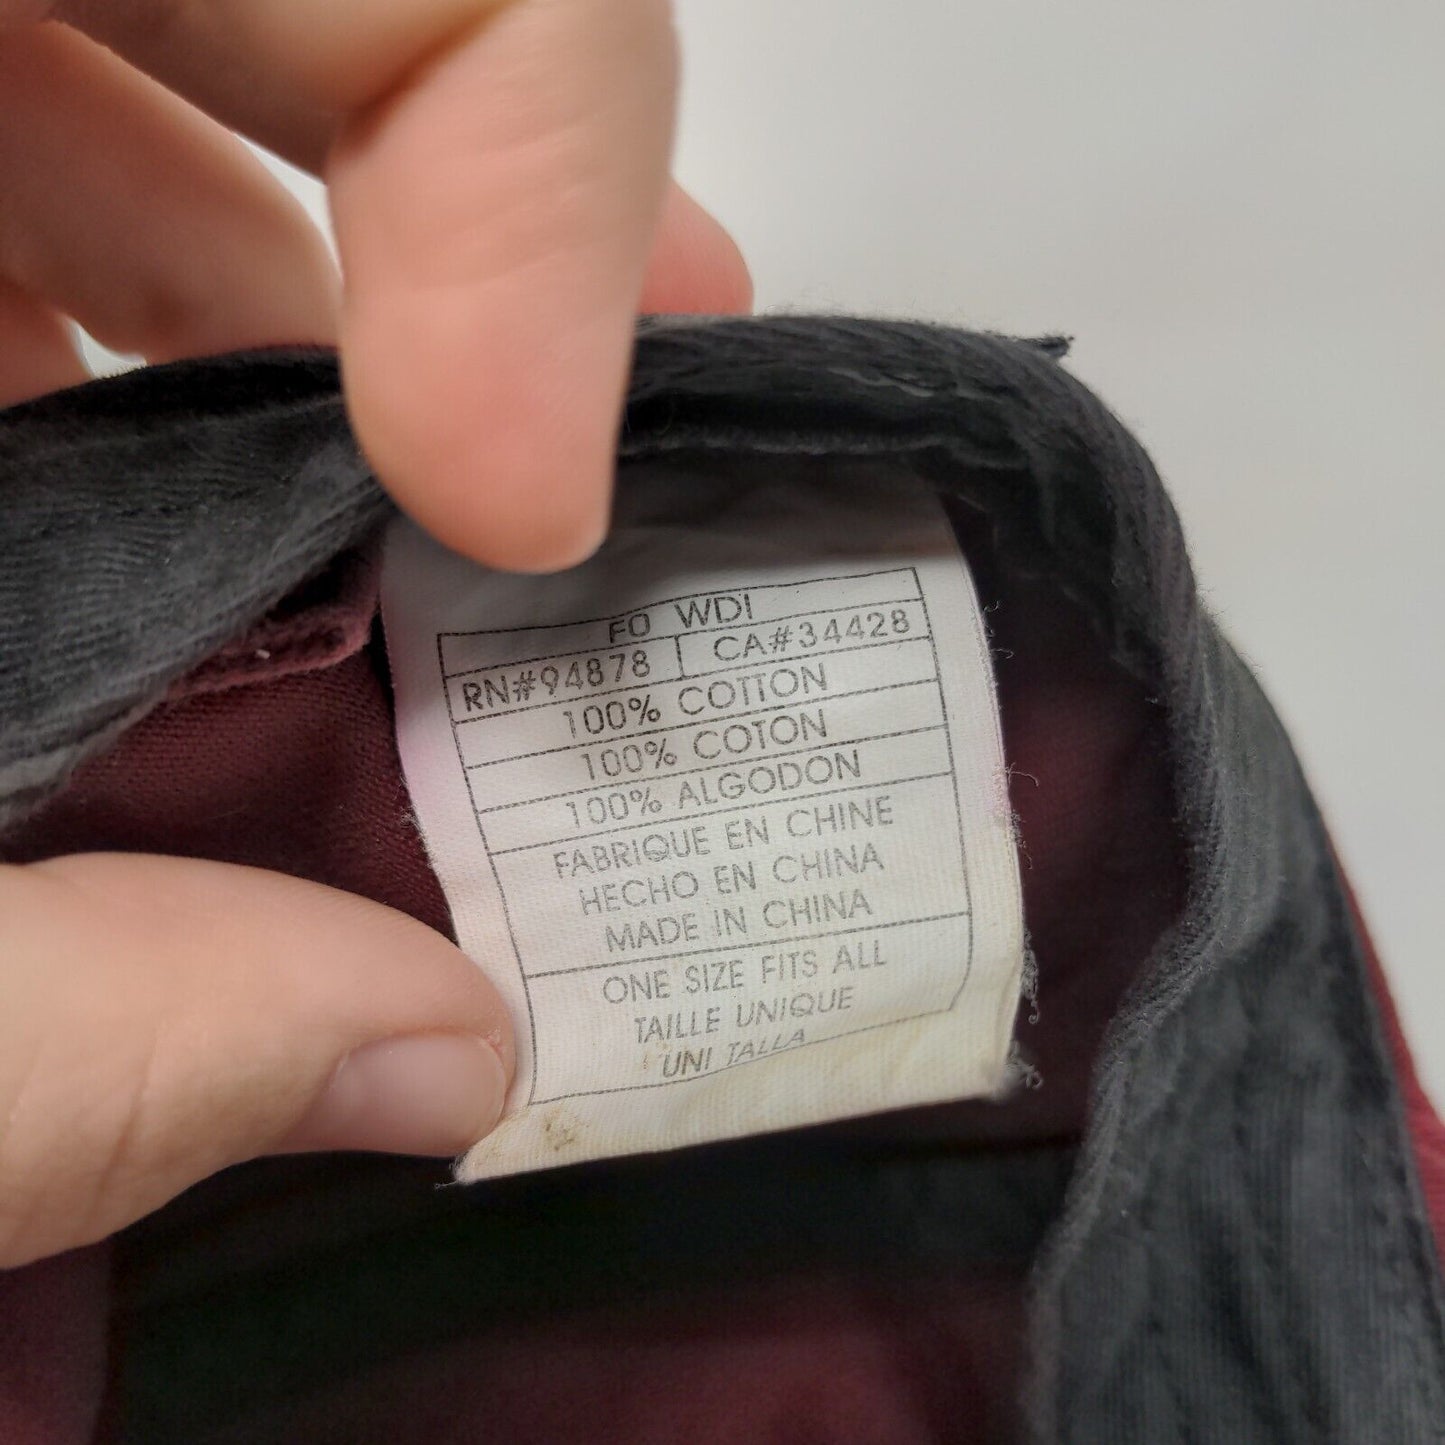 FO WDI
RN#94878 CA#34428
100% COTTON
100% COTON
100% ALGODON
FABRIQUE EN CHINE
HECHO EN CHINA
MADE IN CHINA
ONE SIZE FITS ALL
TAILLE UNIQUE
UNI TALLA